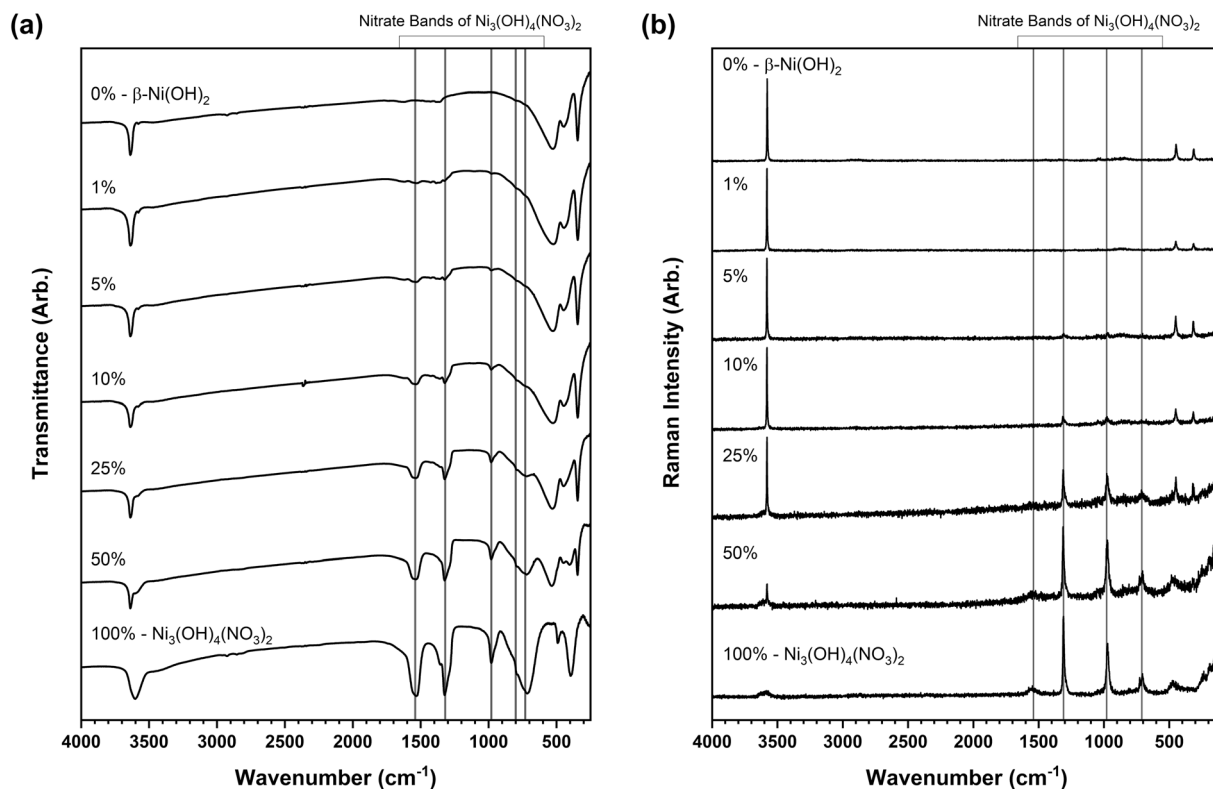 (a)
Nitrate Bands of Ni₃(OH)₄(NO₃)₂
0% - β-Ni(OH)₂
1%
5%
10%
25%
50%
100% - Ni₃(OH)₄(NO₃)₂
Transmittance (Arb.)
4000 3500 3000 2500 2000 1500 1000 500
Wavenumber (cm⁻¹)
(b)
Nitrate Bands of Ni₃(OH)₄(NO₃)₂
0% - β-Ni(OH)₂
1%
5%
10%
25%
50%
100% - Ni₃(OH)₄(NO₃)₂
Raman Intensity (Arb.)
4000 3500 3000 2500 2000 1500 1000 500
Wavenumber (cm⁻¹)